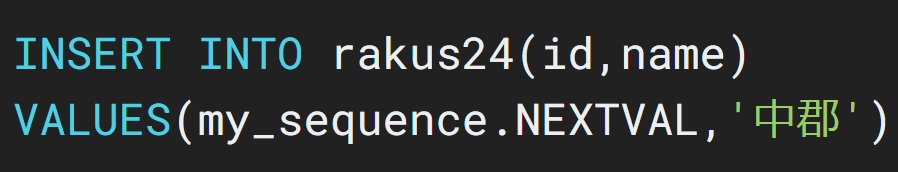 INSERT INTO rakus24(id,name)
VALUES(my_sequence.NEXTVAL,'中郡')